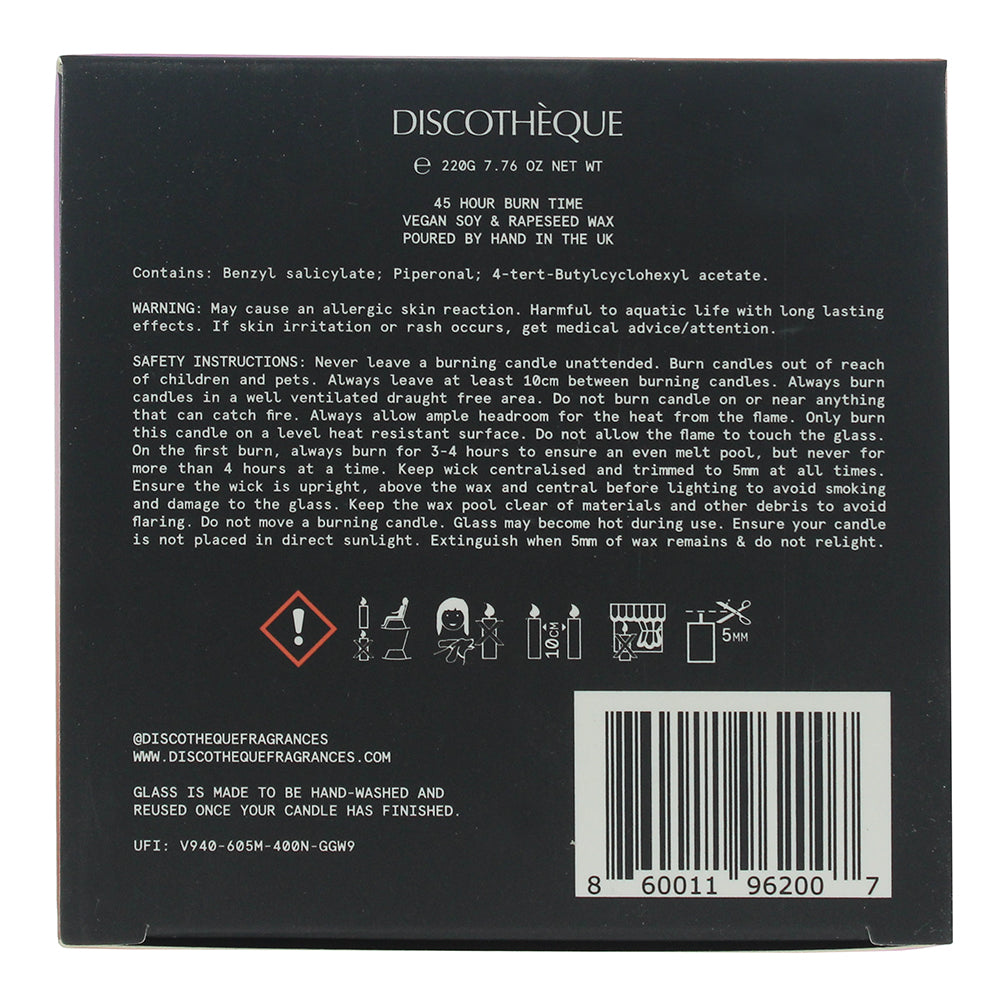 DISCOTHÈQUE
℮ 220G 7.76 OZ NET WT
45 HOUR BURN TIME
VEGAN SOY & RAPESEED WAX
POURED BY HAND IN THE UK
Contains: Benzyl salicylate; Piperonal; 4-tert-Butylcyclohexyl acetate.
WARNING: May cause an allergic skin reaction. Harmful to aquatic life with long lasting
effects. If skin irritation or rash occurs, get medical advice/attention.
SAFETY INSTRUCTIONS: Never leave a burning candle unattended. Burn candles out of reach
of children and pets. Always leave at least 10cm between burning candles. Always burn
candles in a well ventilated draught free area. Do not burn candle on or near anything
that can catch fire. Always allow ample headroom for the heat from the flame. Only burn
this candle on a level heat resistant surface. Do not allow the flame to touch the glass.
On the first burn, always burn for 3-4 hours to ensure an even melt pool, but never for
more than 4 hours at a time. Keep wick centralised and trimmed to 5mm at all times.
Ensure the wick is upright, above the wax and central before lighting to avoid smoking
and damage to the glass. Keep the wax pool clear of materials and other debris to avoid
flaring. Do not move a burning candle. Glass may become hot during use. Ensure your candle
is not placed in direct sunlight. Extinguish when 5mm of wax remains & do not relight.
10CM
5MM
@DISCOTHEQUEFRAGRANCES
WWW.DISCOTHEQUEFRAGRANCES.COM
GLASS IS MADE TO BE HAND-WASHED AND
REUSED ONCE YOUR CANDLE HAS FINISHED.
UFI: V940-605M-400N-GGW9
8 60011 96200 7